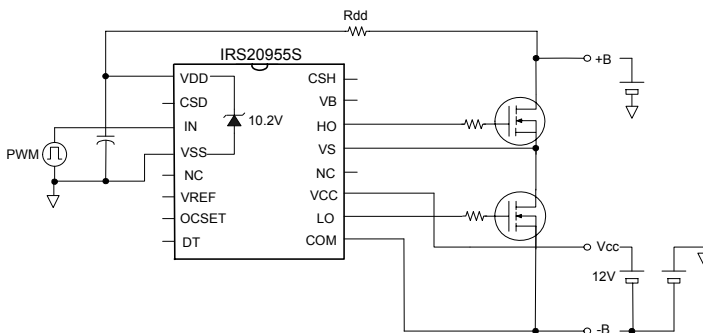 Rdd
IRS20955S
VDD
CSD
IN
VSS
NC
VREF
OCSET
DT
10.2V
CSH
VB
HO
VS
NC
VCC
LO
COM
PWM
+B
Vcc
12V
-B